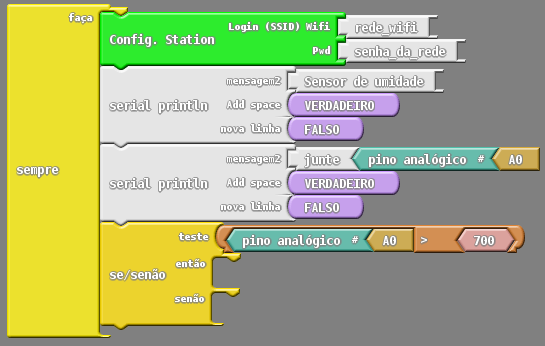 faça
Login (SSID) Wifi rede_wifi
Config. Station
Pwd senha_da_rede
mensagem2 Sensor de umidade
serial println Add space VERDADEIRO
nova linha FALSO
mensagem2 junte pino analógico # A0
sempre
serial println Add space VERDADEIRO
nova linha FALSO
teste pino analógico # A0 > 700
então
se/senão
senão